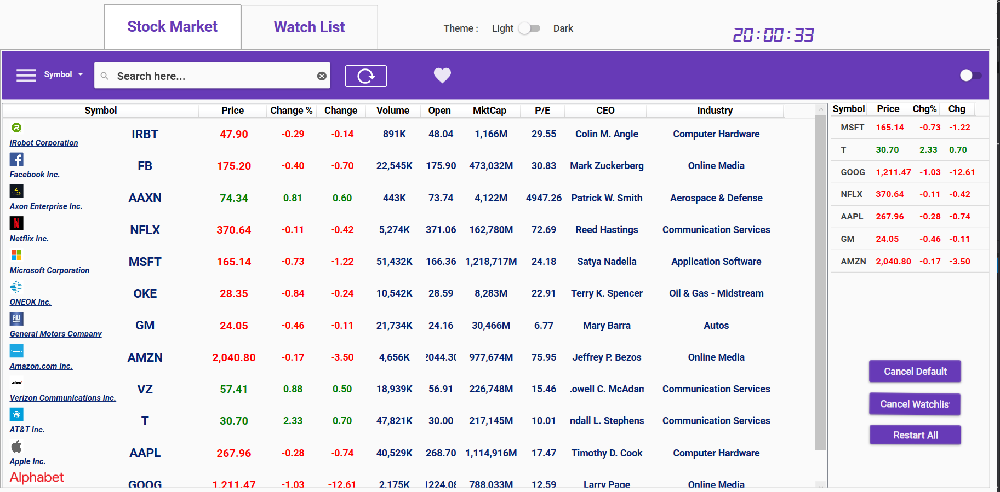 Stock Market Watch List Theme : Light Dark 20:00:33
Symbol Search here...
Symbol Price Change % Change Volume Open MktCap P/E CEO Industry
iRobot Corporation IRBT 47.90 -0.29 -0.14 891K 48.04 1,166M 29.55 Colin M. Angle Computer Hardware
Facebook Inc. FB 175.20 -0.40 -0.70 22,545K 175.90 473,032M 30.83 Mark Zuckerberg Online Media
AXON
Axon Enterprise Inc. AAXN 74.34 0.81 0.60 443K 73.74 4,122M 4947.26 Patrick W. Smith Aerospace & Defense
Netflix Inc. NFLX 370.64 -0.11 -0.42 5,274K 371.06 162,780M 72.69 Reed Hastings Communication Services
Microsoft Corporation MSFT 165.14 -0.73 -1.22 51,432K 166.36 1,218,717M 24.18 Satya Nadella Application Software
ONEOK Inc. OKE 28.35 -0.84 -0.24 10,542K 28.59 8,283M 22.91 Terry K. Spencer Oil & Gas - Midstream
GM
General Motors Company GM 24.05 -0.46 -0.11 21,734K 24.16 30,466M 6.77 Mary Barra Autos
Amazon.com Inc. AMZN 2,040.80 -0.17 -3.50 4,656K 2044.30 977,674M 75.95 Jeffrey P. Bezos Online Media
verizon
Verizon Communications Inc. VZ 57.41 0.88 0.50 18,939K 56.91 226,748M 15.46 .owell C. McAdan Communication Services
AT&T Inc. T 30.70 2.33 0.70 47,821K 30.00 217,145M 10.01 ndall L. Stephens Communication Services
Apple Inc. AAPL 267.96 -0.28 -0.74 40,529K 268.70 1,114,916M 17.47 Timothy D. Cook Computer Hardware
Alphabet GOOG 1,211.47 -1.03 -12.61 2,175K 1224.08 788,033M 12.59 Larry Page Online Media
Symbol Price Chg% Chg
MSFT 165.14 -0.73 -1.22
T 30.70 2.33 0.70
GOOG 1,211.47 -1.03 -12.61
NFLX 370.64 -0.11 -0.42
AAPL 267.96 -0.28 -0.74
GM 24.05 -0.46 -0.11
AMZN 2,040.80 -0.17 -3.50
Cancel Default
Cancel Watchlis
Restart All